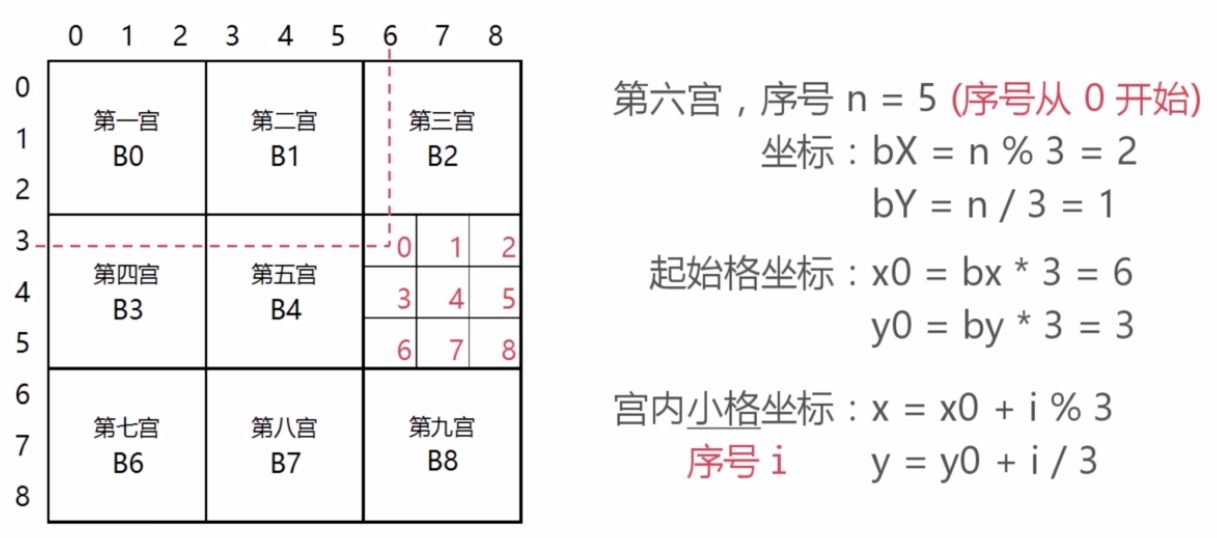 0 1 2 3 4 5 6 7 8
0
1
2
3
4
5
6
7
8
第一宫
B0
第二宫
B1
第三宫
B2
第四宫
B3
第五宫
B4
0 1 2
3 4 5
6 7 8
第七宫
B6
第八宫
B7
第九宫
B8
第六宫，序号 n = 5 (序号从 0 开始)
坐标：bX = n % 3 = 2
bY = n / 3 = 1
起始格坐标：x0 = bx * 3 = 6
y0 = by * 3 = 3
宫内小格坐标：x = x0 + i % 3
序号 i y = y0 + i / 3